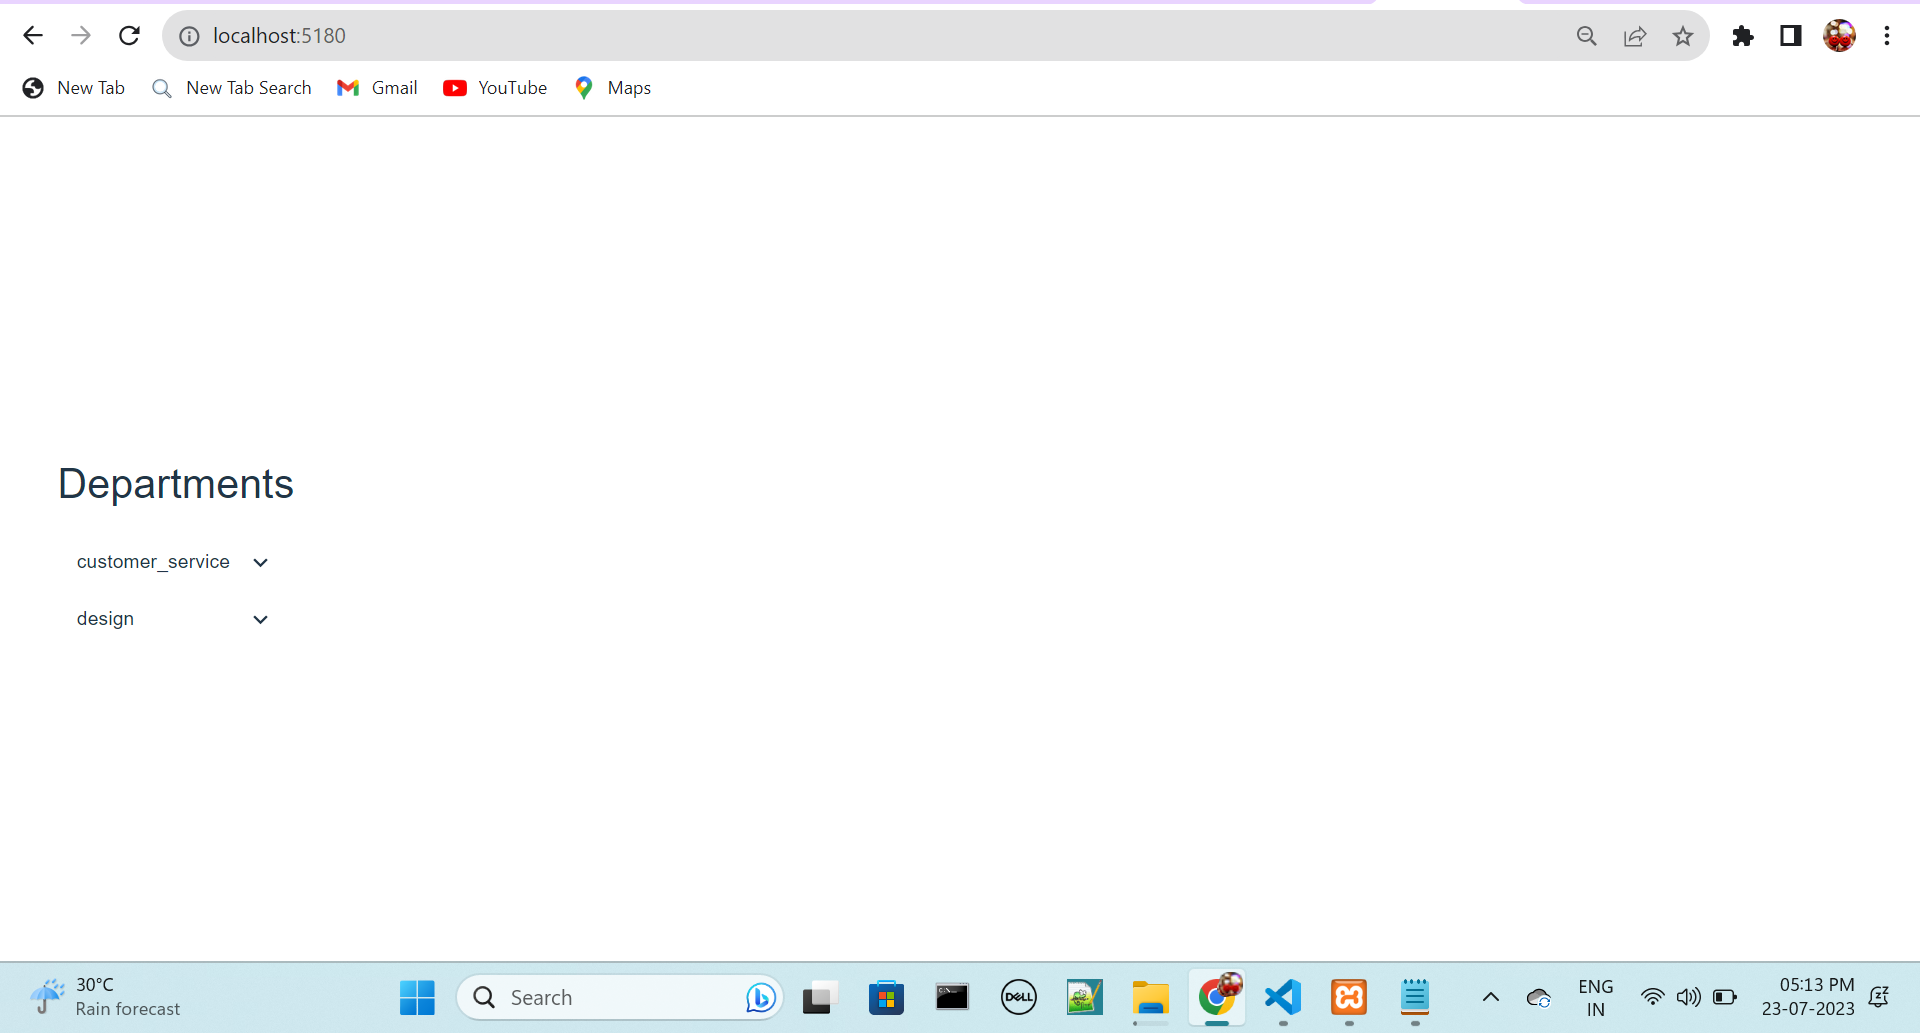 localhost:5180
New Tab
New Tab Search
Gmail
YouTube
Maps
Departments
customer_service
design
30°C
Rain forecast
Search
DELL
ENG
IN
05:13 PM
23-07-2023